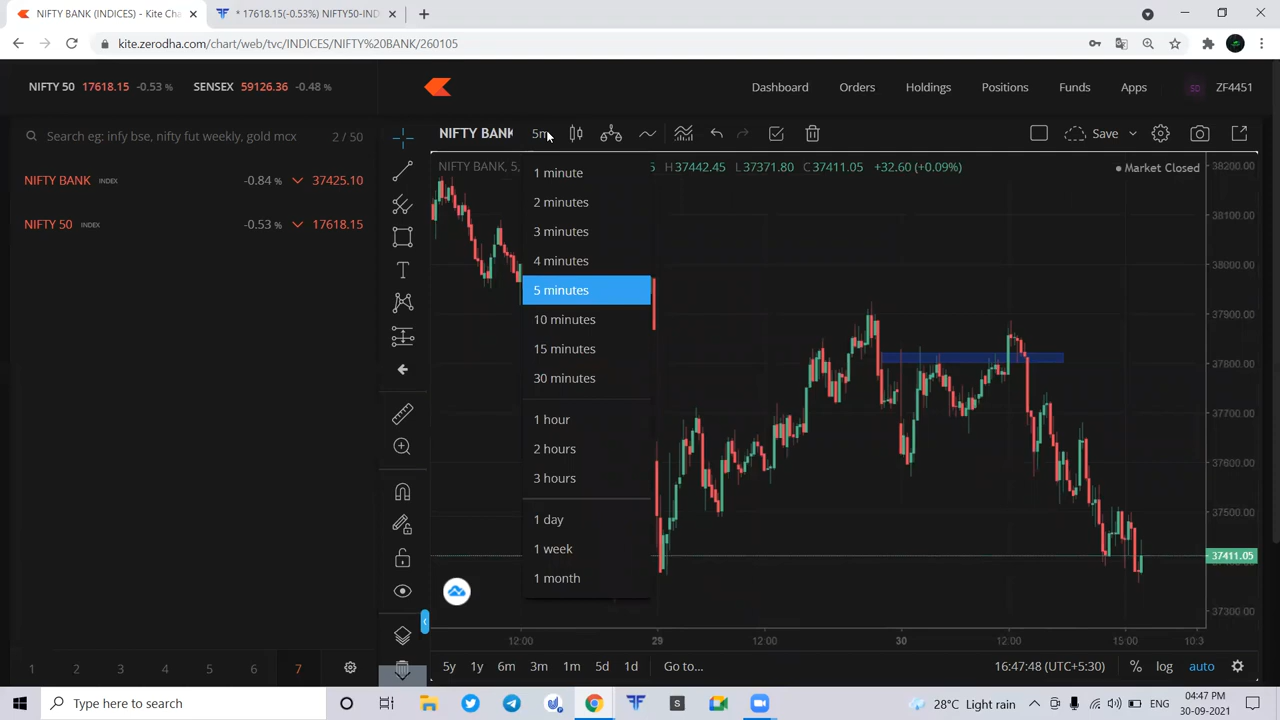 NIFTY BANK (INDICES) - Kite Cha
* 17618.15(-0.53%) NIFTY50-IND
kite.zerodha.com/chart/web/tvc/INDICES/NIFTY%20BANK/260105
NIFTY 50 17618.15 -0.53 % SENSEX 59126.36 -0.48 %
Dashboard Orders Holdings Positions Funds Apps SD ZF4451
Search eg: infy bse, nifty fut weekly, gold mcx 2 / 50
NIFTY BANK 5m Save
NIFTY BANK INDEX -0.84 % 37425.10
NIFTY 50 INDEX -0.53 % 17618.15
NIFTY BANK, 5, 5 H37442.45 L37371.80 C37411.05 +32.60 (+0.09%)
Market Closed
1 minute
2 minutes
3 minutes
4 minutes
5 minutes
10 minutes
15 minutes
30 minutes
1 hour
2 hours
3 hours
1 day
1 week
1 month
38200.00
38100.00
38000.00
37900.00
37800.00
37700.00
37600.00
37500.00
37411.05
37300.00
12:00 29 12:00 30 12:00 15:00 10:3
1 2 3 4 5 6 7
5y 1y 6m 3m 1m 5d 1d Go to... 16:47:48 (UTC+5:30) % log auto
Type here to search
S
28°C Light rain
ENG
04:47 PM
30-09-2021